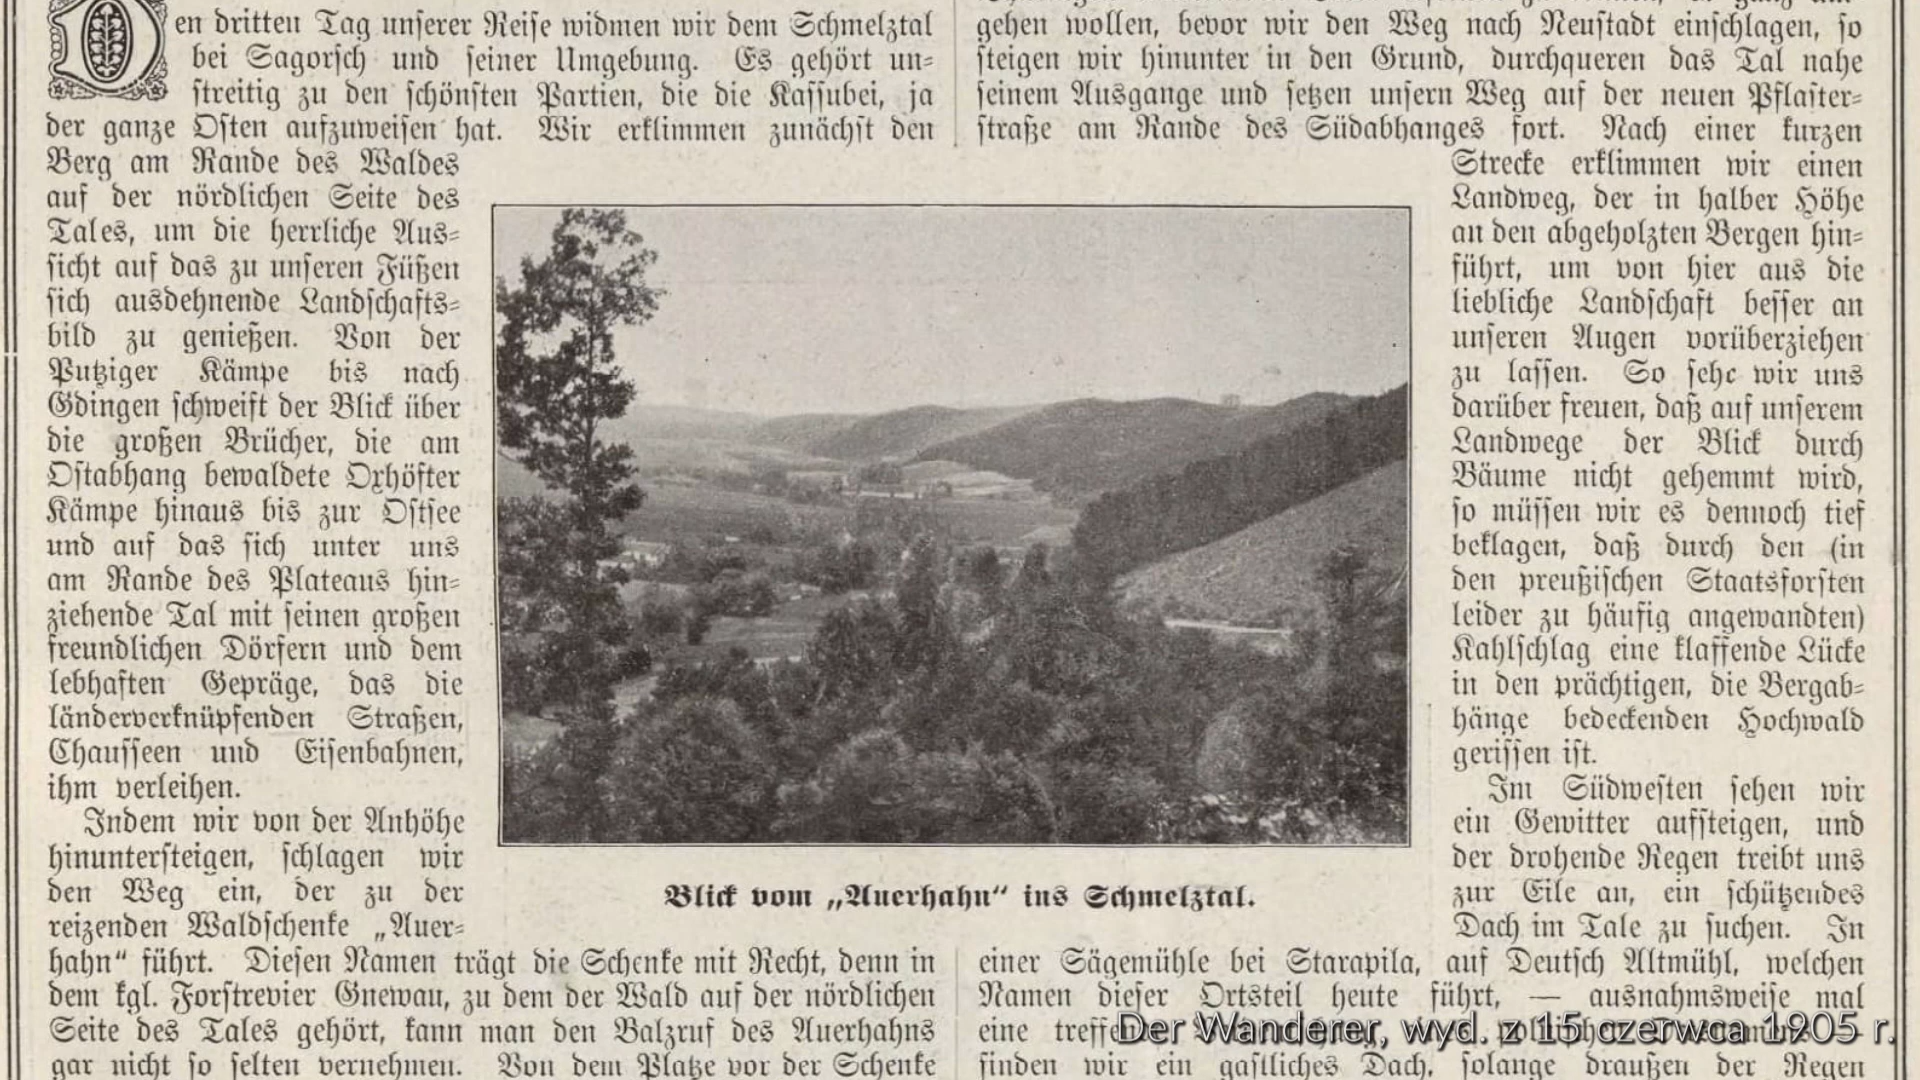 Den dritten Tag unserer Reise widmen wir dem Schmelztal
bei Sagorsch und seiner Umgebung. Es gehört un-
streitig zu den schönsten Partien, die die Kassubei, ja
der ganze Osten aufzuweisen hat. Wir erklimmen zunächst den
Berg am Rande des Waldes
auf der nördlichen Seite des
Tales, um die herrliche Aus-
sicht auf das zu unseren Füßen
sich ausdehnende Landschafts-
bild zu genießen. Von der
Putziger Kämpe bis nach
Gdingen schweift der Blick über
die großen Brücher, die am
Ostabhang bewaldete Oxhöfter
Kämpe hinaus bis zur Ostsee
und auf das sich unter uns
am Rande des Plateaus hin-
ziehende Tal mit seinen großen
freundlichen Dörfern und dem
lebhaften Gepräge, das die
länderverknüpfenden Straßen,
Chausseen und Eisenbahnen,
ihm verleihen.
Indem wir von der Anhöhe
hinuntersteigen, schlagen wir
den Weg ein, der zu der
reizenden Waldschenke „Auer-
hahn“ führt. Diesen Namen trägt die Schenke mit Recht, denn in
dem kgl. Forstrevier Gnewau, zu dem der Wald auf der nördlichen
Seite des Tales gehört, kann man den Balzruf des Auerhahns
gar nicht so selten vernehmen. Von dem Platze vor der Schenke
Blick vom „Auerhahn“ ins Schmelztal.
gehen wollen, bevor wir den Weg nach Neustadt einschlagen, so
steigen wir hinunter in den Grund, durchqueren das Tal nahe
seinem Ausgange und setzen unsern Weg auf der neuen Pflaster-
straße am Rande des Südabhanges fort. Nach einer kurzen
Strecke erklimmen wir einen
Landweg, der in halber Höhe
an den abgeholzten Bergen hin-
führt, um von hier aus die
liebliche Landschaft besser an
unseren Augen vorüberziehen
zu lassen. So sehe wir uns
darüber freuen, daß auf unserem
Landwege der Blick durch
Bäume nicht gehemmt wird,
so müssen wir es dennoch tief
beklagen, daß durch den (in
den preußischen Staatsforsten
leider zu häufig angewandten)
Kahlschlag eine klaffende Lücke
in den prächtigen, die Bergab-
hänge bedeckenden Hochwald
gerissen ist.
Im Südwesten sehen wir
ein Gewitter aufsteigen, und
der drohende Regen treibt uns
zur Eile an, ein schützendes
Dach im Tale zu suchen. In
einer Sägemühle bei Starapila, auf Deutsch Altmühl, welchen
Namen dieser Ortsteil heute führt, — ausnahmsweise mal
eine
finden wir ein gastliches Dach, solange draußen der Regen
Der Wanderer, wyd. z 15 czerwca 1905 r.